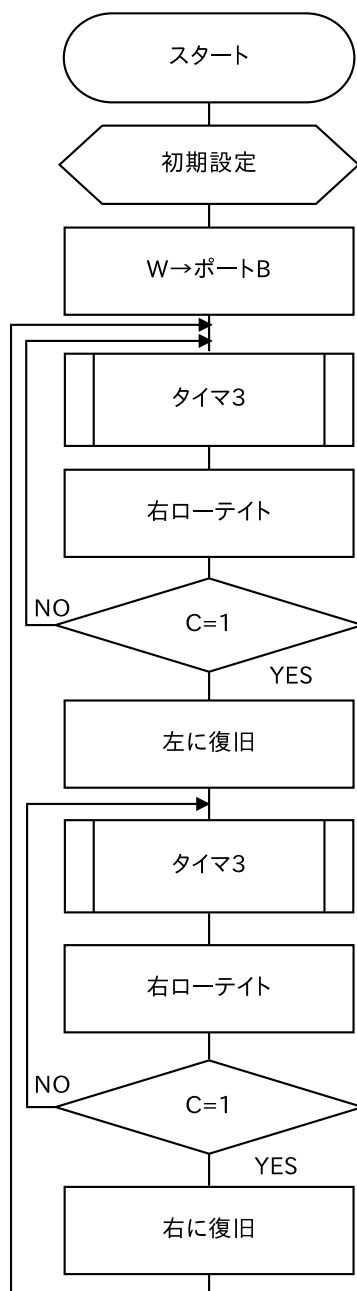 スタート
初期設定
W→ポートB
タイマ3
右ローテイト
C=1
NO
YES
左に復旧
タイマ3
右ローテイト
C=1
NO
YES
右に復旧